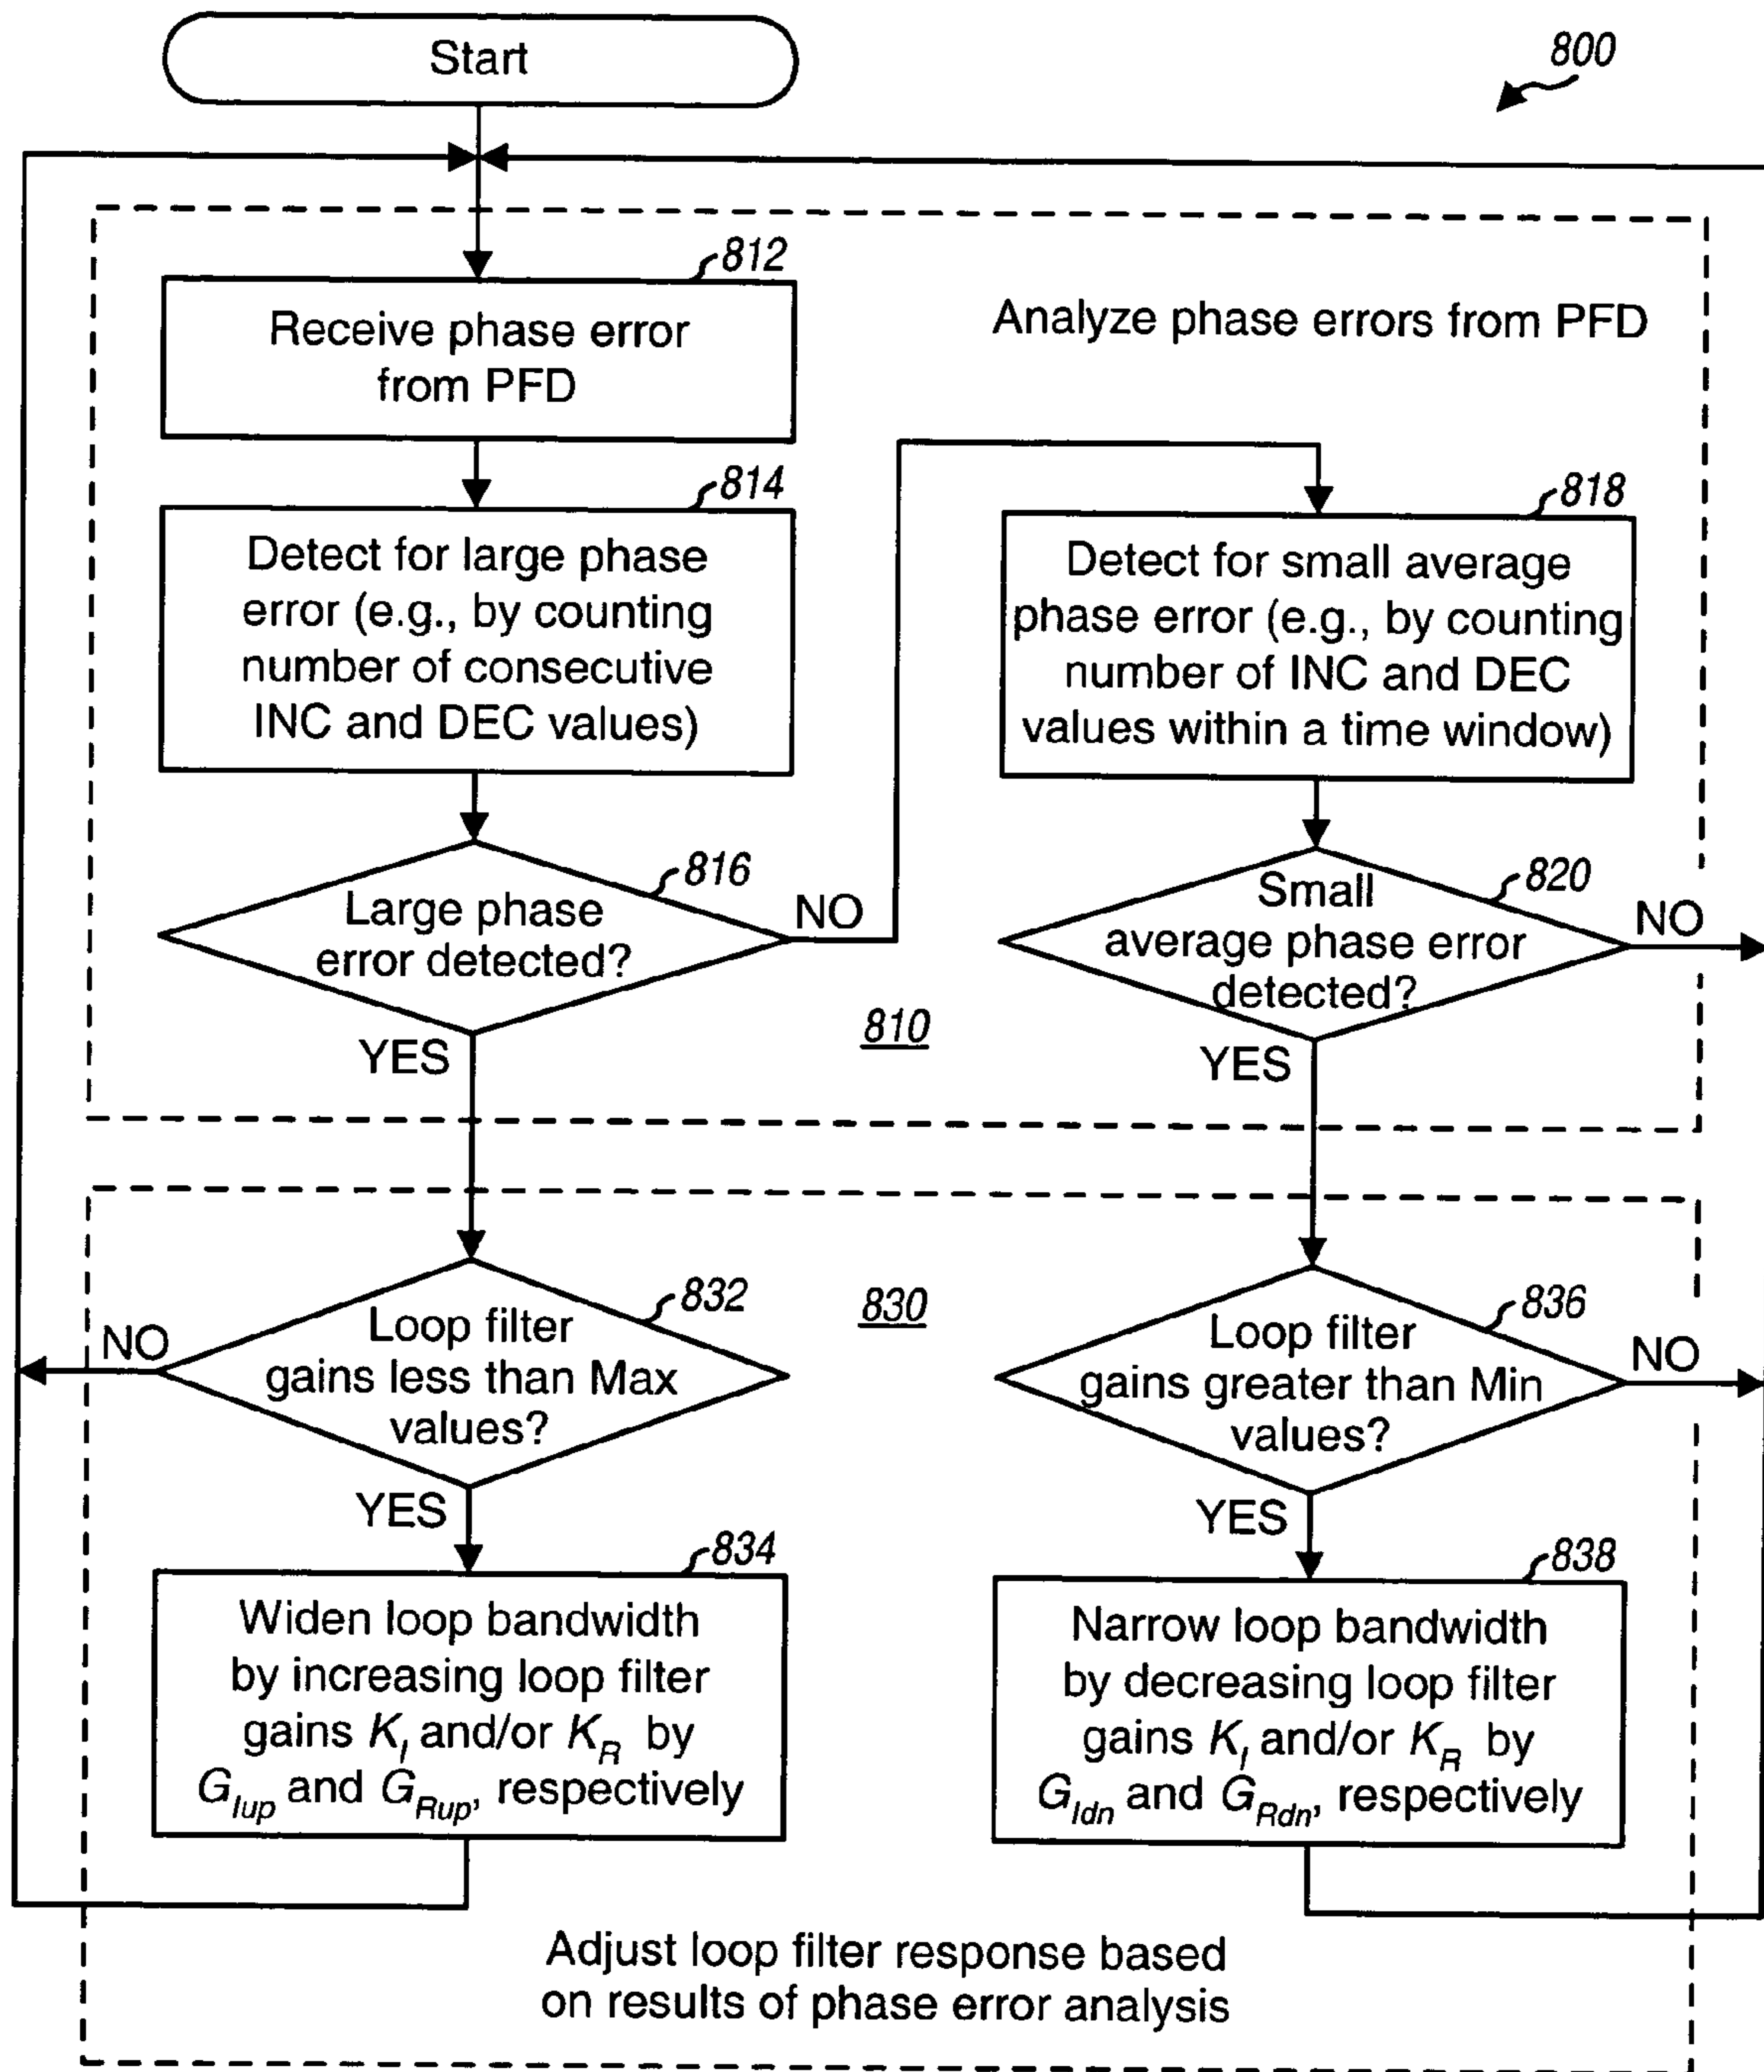 Start
800
812
Receive phase error
from PFD
Analyze phase errors from PFD
814
Detect for large phase
error (e.g., by counting
number of consecutive
INC and DEC values)
818
Detect for small average
phase error (e.g., by counting
number of INC and DEC
values within a time window)
816
Large phase
error detected?
NO
YES
820
Small
average phase error
detected?
NO
YES
810
832
Loop filter
gains less than Max
values?
NO
YES
830
836
Loop filter
gains greater than Min
values?
NO
YES
834
Widen loop bandwidth
by increasing loop filter
gains K_I and/or K_R by
G_Iup and G_Rup, respectively
838
Narrow loop bandwidth
by decreasing loop filter
gains K_I and/or K_R by
G_Idn and G_Rdn, respectively
Adjust loop filter response based
on results of phase error analysis